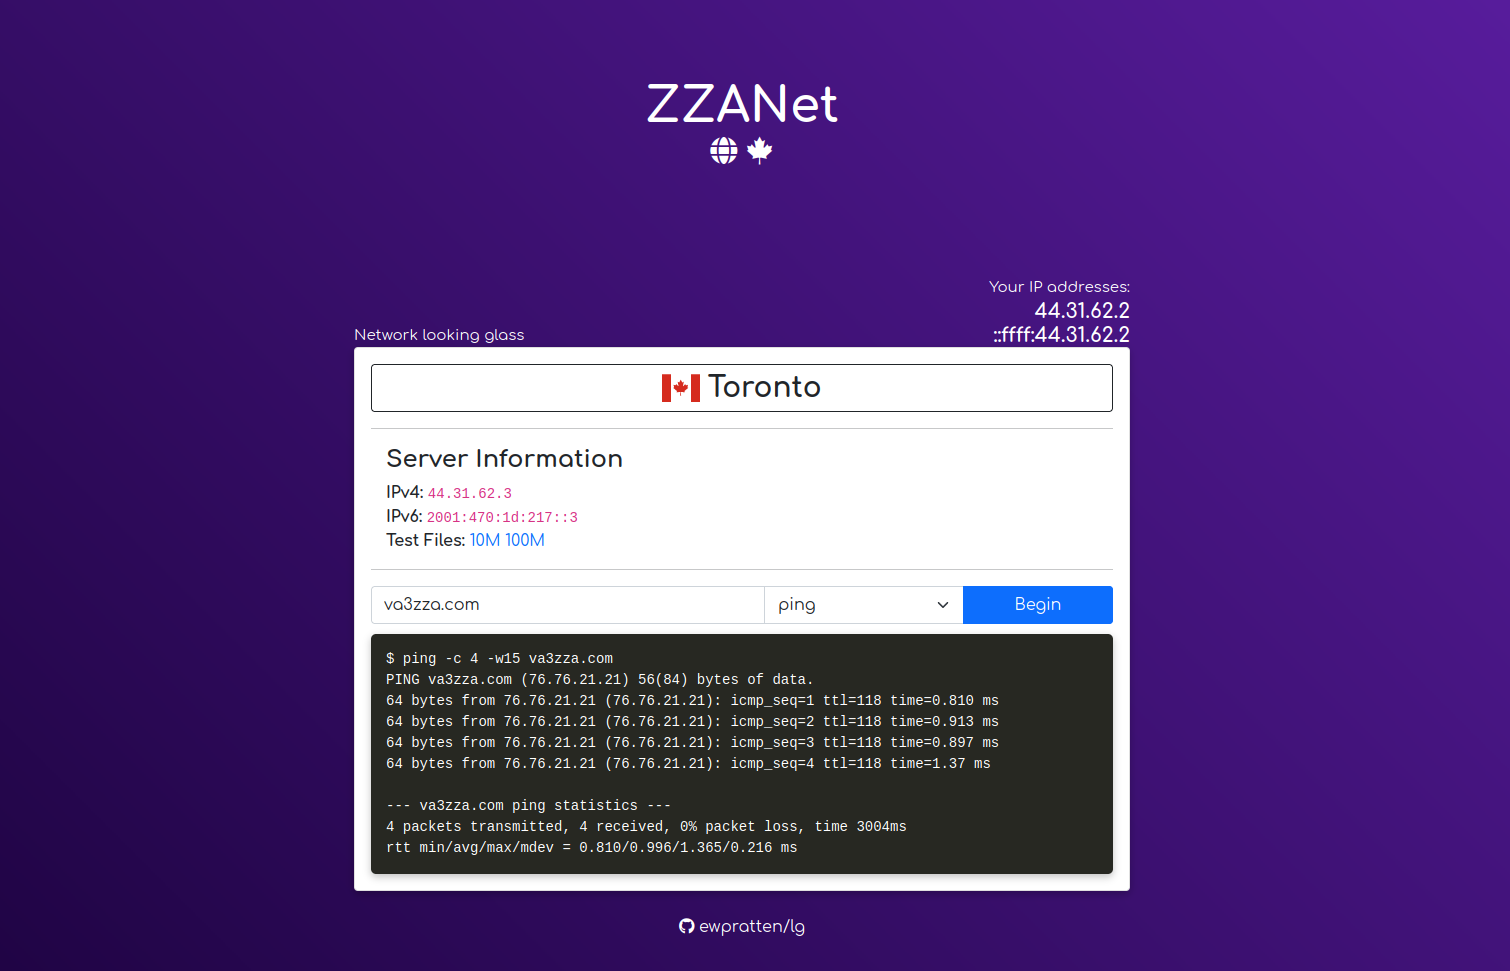 ZZANet
Your IP addresses:
44.31.62.2
::ffff:44.31.62.2
Network looking glass
Toronto
Server Information
IPv4: 44.31.62.3
IPv6: 2001:470:1d:217::3
Test Files: 10M 100M
va3zza.com ping Begin
$ ping -c 4 -w15 va3zza.com
PING va3zza.com (76.76.21.21) 56(84) bytes of data.
64 bytes from 76.76.21.21 (76.76.21.21): icmp_seq=1 ttl=118 time=0.810 ms
64 bytes from 76.76.21.21 (76.76.21.21): icmp_seq=2 ttl=118 time=0.913 ms
64 bytes from 76.76.21.21 (76.76.21.21): icmp_seq=3 ttl=118 time=0.897 ms
64 bytes from 76.76.21.21 (76.76.21.21): icmp_seq=4 ttl=118 time=1.37 ms
--- va3zza.com ping statistics ---
4 packets transmitted, 4 received, 0% packet loss, time 3004ms
rtt min/avg/max/mdev = 0.810/0.996/1.365/0.216 ms
ewpratten/lg